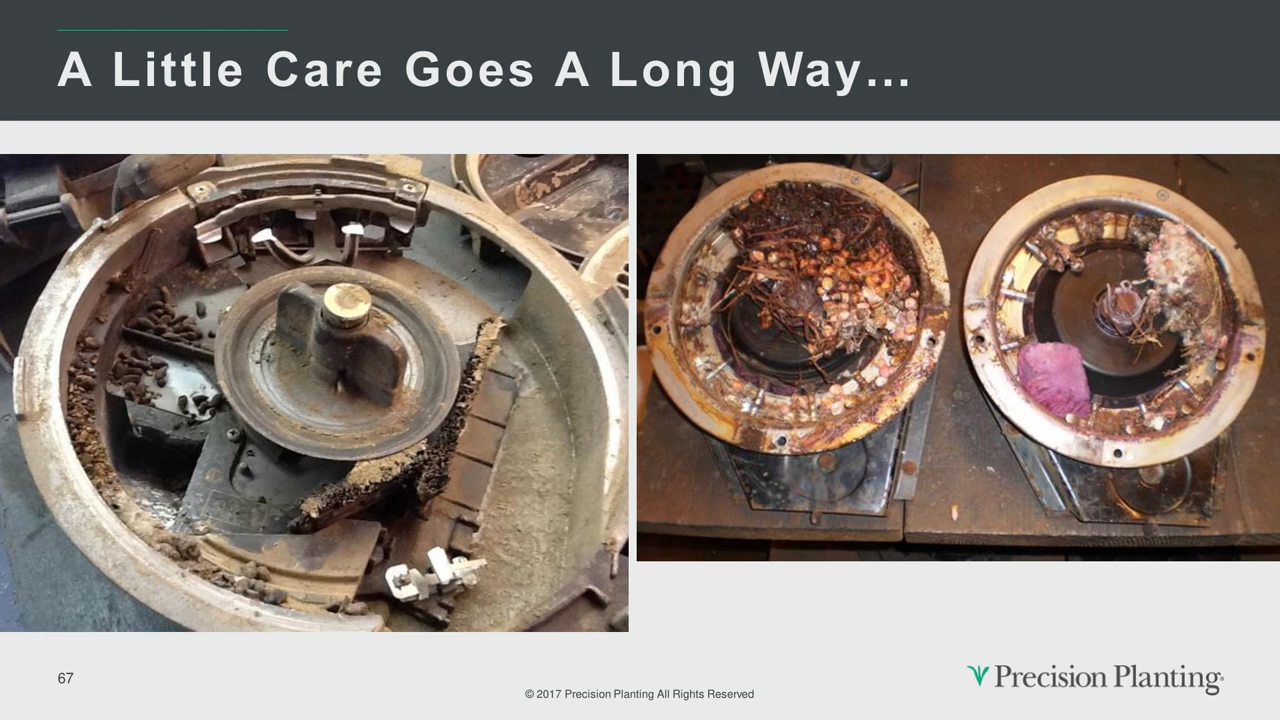 A Little Care Goes A Long Way...
67
© 2017 Precision Planting All Rights Reserved
Precision Planting®